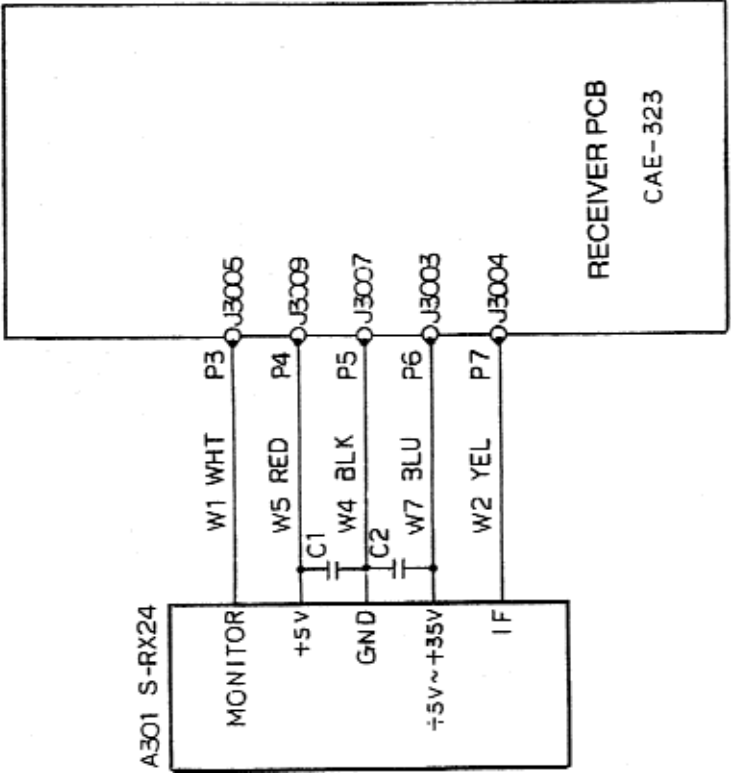 A301 S-RX24
MONITOR
W1 WHT
P3
J3005
+5V
W5 RED
P4
J3009
C1
GND
W4 BLK
P5
J3007
C2
+5V~+35V
W7 BLU
P6
J3003
IF
W2 YEL
P7
J3004
RECEIVER PCB
CAE-323